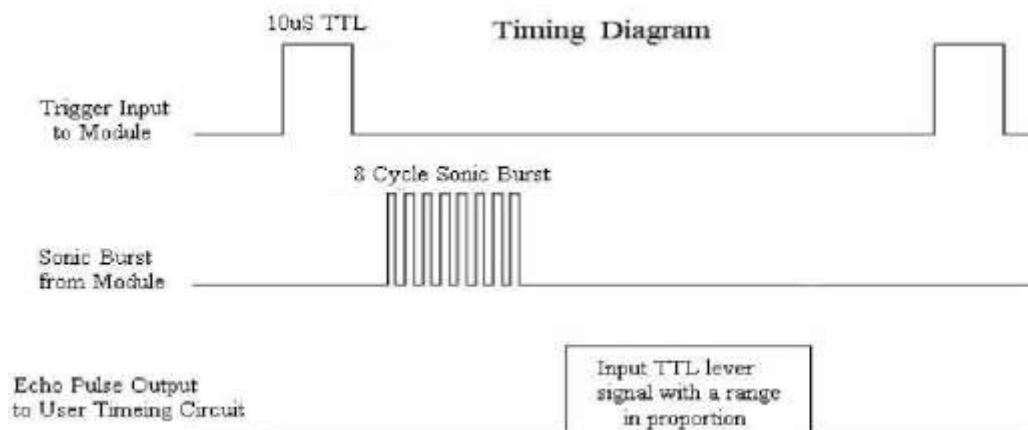 10uS TTL
Timing Diagram
Trigger Input
to Module
8 Cycle Sonic Burst
Sonic Burst
from Module
Echo Pulse Output
to User Timeing Circuit
Input TTL lever
signal with a range
in proportion